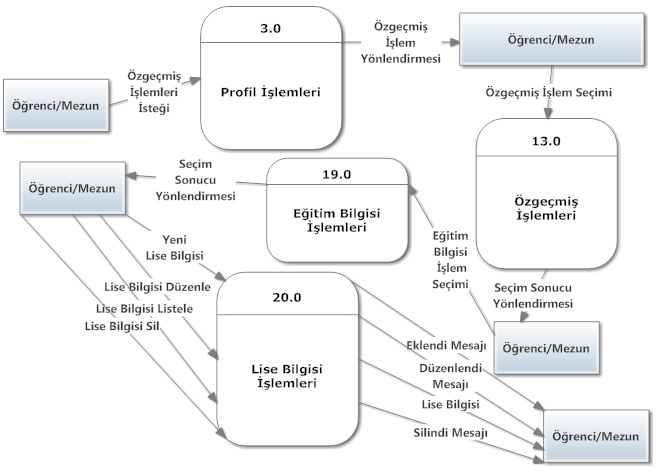 3.0
Profil İşlemleri
Öğrenci/Mezun
Özgeçmiş
İşlemleri
İsteği
Özgeçmiş
İşlem
Yönlendirmesi
Öğrenci/Mezun
Özgeçmiş İşlem Seçimi
13.0
Özgeçmiş
İşlemleri
Seçim Sonucu
Yönlendirmesi
Öğrenci/Mezun
Eğitim
Bilgisi
İşlem
Seçimi
19.0
Eğitim Bilgisi
İşlemleri
Seçim
Sonucu
Yönlendirmesi
Öğrenci/Mezun
Yeni
Lise Bilgisi
Lise Bilgisi Düzenle
Lise Bilgisi Listele
Lise Bilgisi Sil
20.0
Lise Bilgisi
İşlemleri
Eklendi Mesajı
Düzenlendi
Mesajı
Lise Bilgisi
Silindi Mesajı
Öğrenci/Mezun